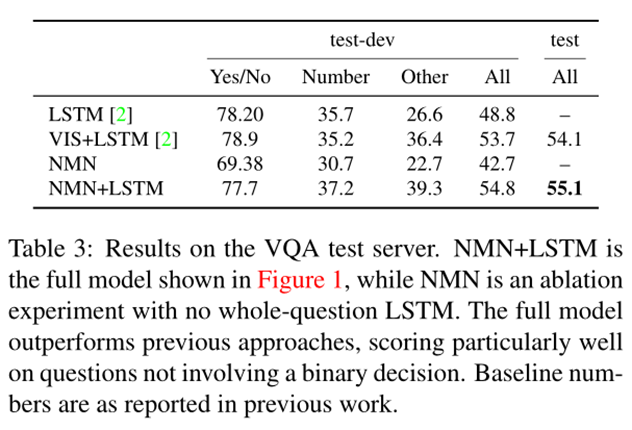 test-dev test
Yes/No Number Other All All
LSTM [2] 78.20 35.7 26.6 48.8 –
VIS+LSTM [2] 78.9 35.2 36.4 53.7 54.1
NMN 69.38 30.7 22.7 42.7 –
NMN+LSTM 77.7 37.2 39.3 54.8 55.1
Table 3: Results on the VQA test server. NMN+LSTM is
the full model shown in Figure 1, while NMN is an ablation
experiment with no whole-question LSTM. The full model
outperforms previous approaches, scoring particularly well
on questions not involving a binary decision. Baseline num-
bers are as reported in previous work.